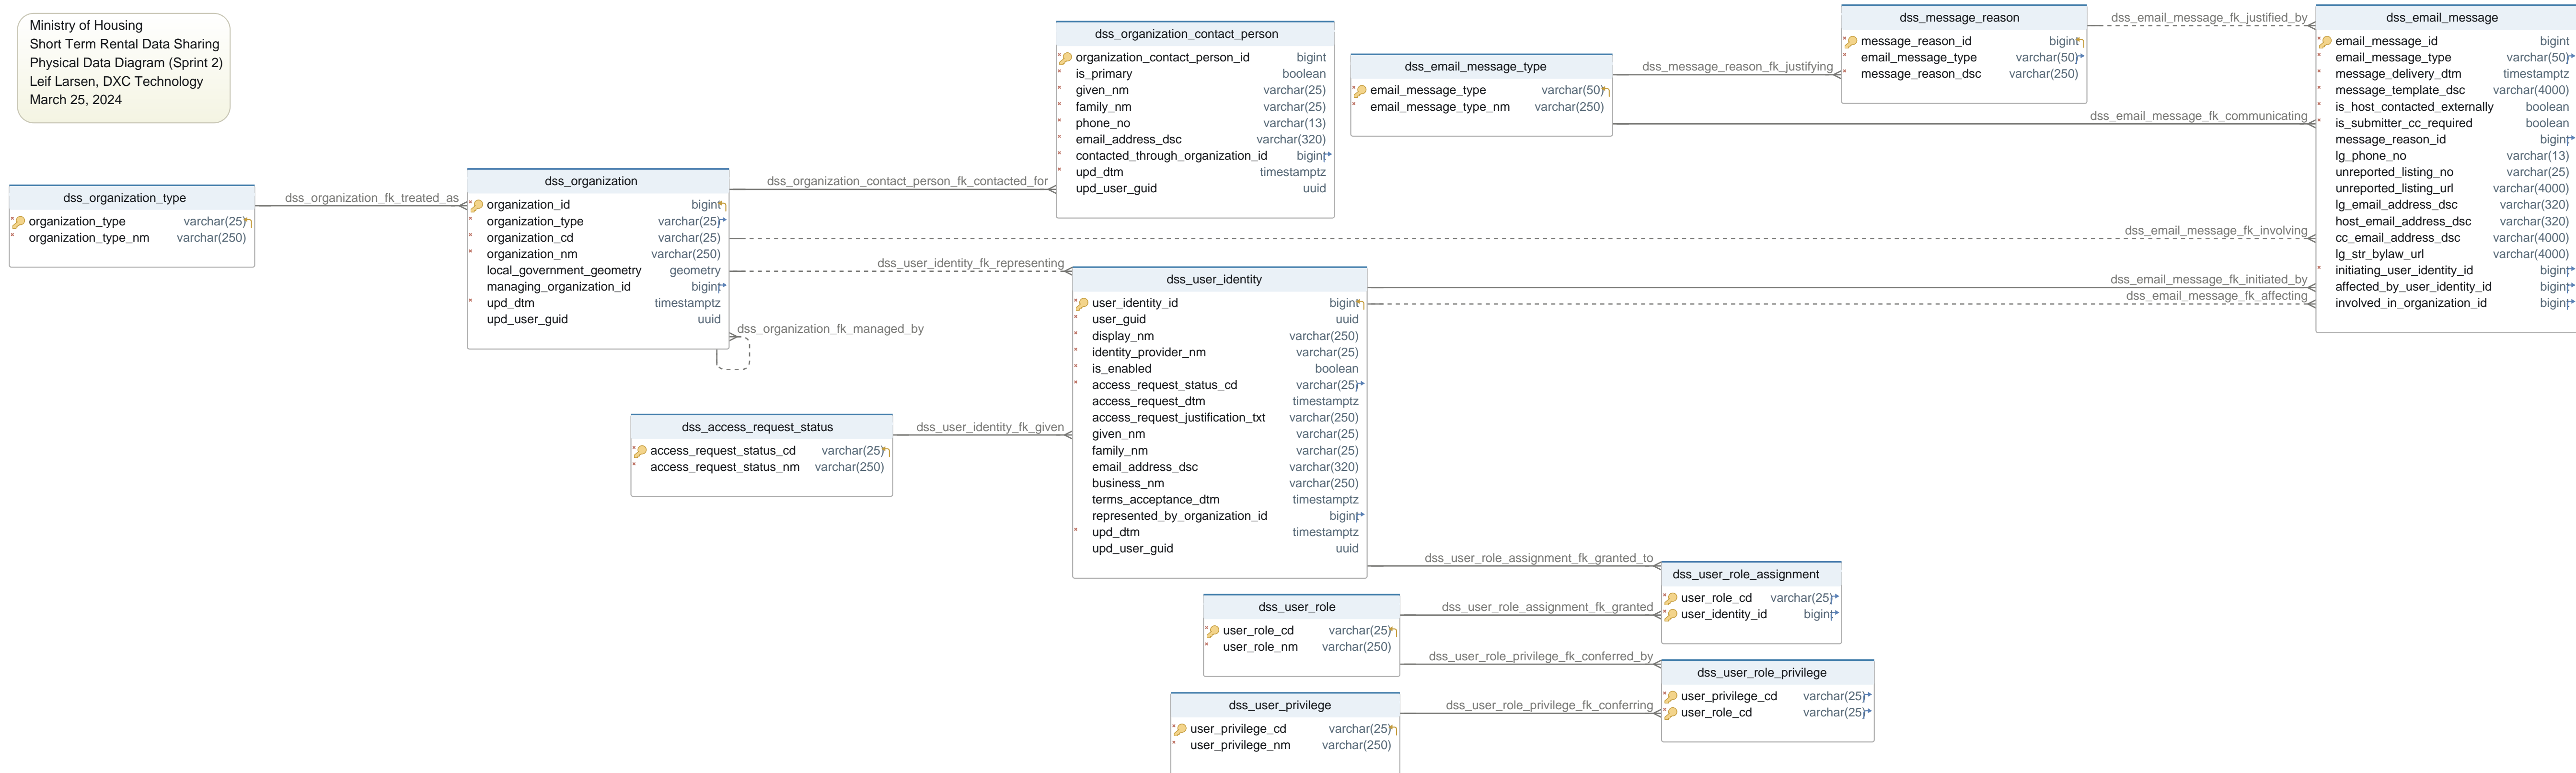 Ministry of Housing
Short Term Rental Data Sharing
Physical Data Diagram (Sprint 2)
Leif Larsen, DXC Technology
March 25, 2024
dss_organization_type
organization_type varchar(25)
organization_type_nm varchar(250)
dss_organization_fk_treated_as
dss_organization
organization_id bigint
organization_type varchar(25)
organization_cd varchar(25)
organization_nm varchar(250)
local_government_geometry geometry
managing_organization_id bigint
upd_dtm timestamptz
upd_user_guid uuid
dss_organization_fk_managed_by
dss_organization_contact_person_fk_contacted_for
dss_organization_contact_person
organization_contact_person_id bigint
is_primary boolean
given_nm varchar(25)
family_nm varchar(25)
phone_no varchar(13)
email_address_dsc varchar(320)
contacted_through_organization_id bigint
upd_dtm timestamptz
upd_user_guid uuid
dss_email_message_type
email_message_type varchar(50)
email_message_type_nm varchar(250)
dss_message_reason_fk_justifying
dss_message_reason
message_reason_id bigint
email_message_type varchar(50)
message_reason_dsc varchar(250)
dss_email_message_fk_justified_by
dss_email_message_fk_communicating
dss_email_message_fk_involving
dss_email_message_fk_initiated_by
dss_email_message_fk_affecting
dss_email_message
email_message_id bigint
email_message_type varchar(50)
message_delivery_dtm timestamptz
message_template_dsc varchar(4000)
is_host_contacted_externally boolean
is_submitter_cc_required boolean
message_reason_id bigint
lg_phone_no varchar(13)
unreported_listing_no varchar(25)
unreported_listing_url varchar(4000)
lg_email_address_dsc varchar(320)
host_email_address_dsc varchar(320)
cc_email_address_dsc varchar(4000)
lg_str_bylaw_url varchar(4000)
initiating_user_identity_id bigint
affected_by_user_identity_id bigint
involved_in_organization_id bigint
dss_user_identity_fk_representing
dss_user_identity
user_identity_id bigint
user_guid uuid
display_nm varchar(250)
identity_provider_nm varchar(25)
is_enabled boolean
access_request_status_cd varchar(25)
access_request_dtm timestamptz
access_request_justification_txt varchar(250)
given_nm varchar(25)
family_nm varchar(25)
email_address_dsc varchar(320)
business_nm varchar(250)
terms_acceptance_dtm timestamptz
represented_by_organization_id bigint
upd_dtm timestamptz
upd_user_guid uuid
dss_access_request_status
access_request_status_cd varchar(25)
access_request_status_nm varchar(250)
dss_user_identity_fk_given
dss_user_role_assignment_fk_granted_to
dss_user_role_assignment
user_role_cd varchar(25)
user_identity_id bigint
dss_user_role
user_role_cd varchar(25)
user_role_nm varchar(250)
dss_user_role_assignment_fk_granted
dss_user_role_privilege_fk_conferred_by
dss_user_role_privilege
user_privilege_cd varchar(25)
user_role_cd varchar(25)
dss_user_privilege
user_privilege_cd varchar(25)
user_privilege_nm varchar(250)
dss_user_role_privilege_fk_conferring